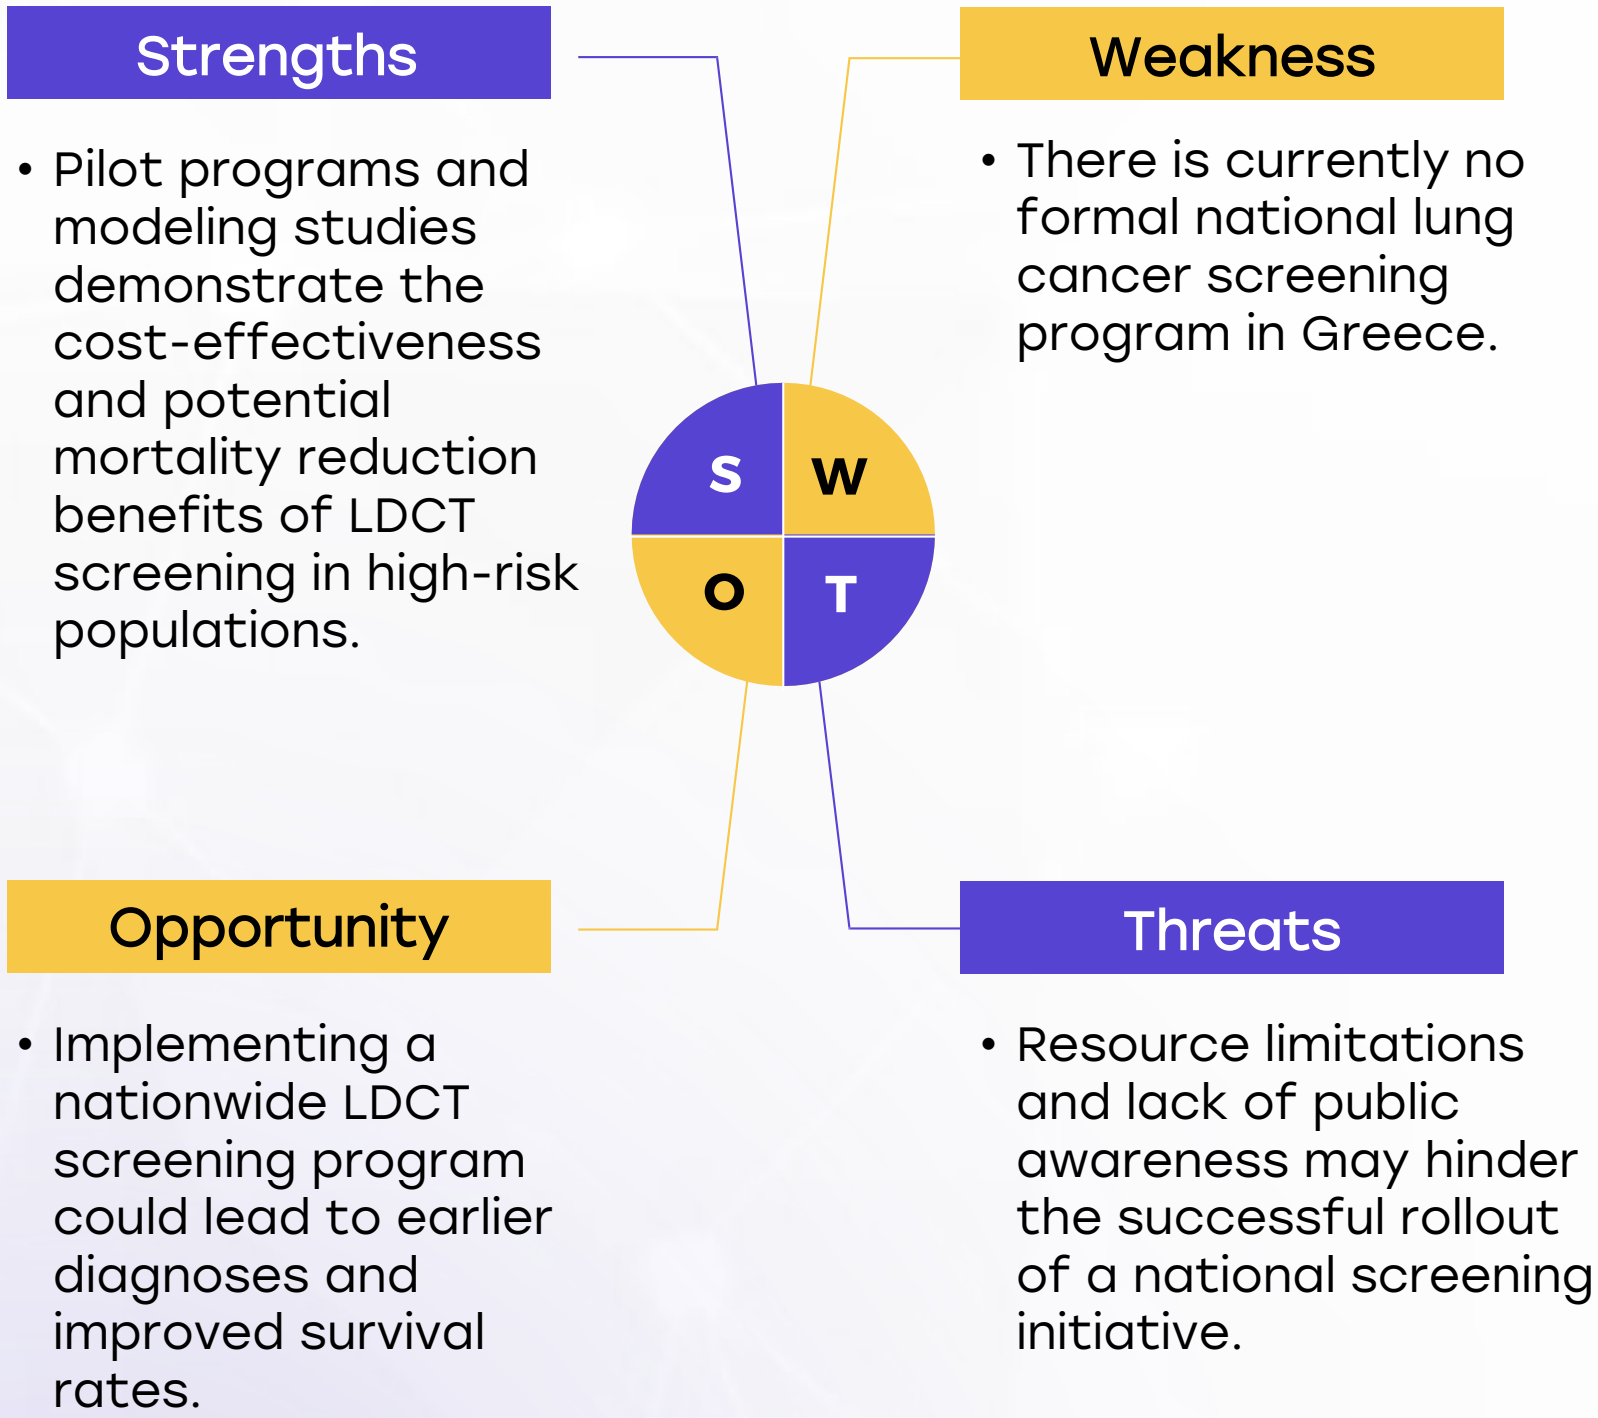 Strengths
• Pilot programs and
modeling studies
demonstrate the
cost-effectiveness
and potential
mortality reduction
benefits of LDCT
screening in high-risk
populations.
Weakness
• There is currently no
formal national lung
cancer screening
program in Greece.
S
W
O
T
Opportunity
• Implementing a
nationwide LDCT
screening program
could lead to earlier
diagnoses and
improved survival
rates.
Threats
• Resource limitations
and lack of public
awareness may hinder
the successful rollout
of a national screening
initiative.